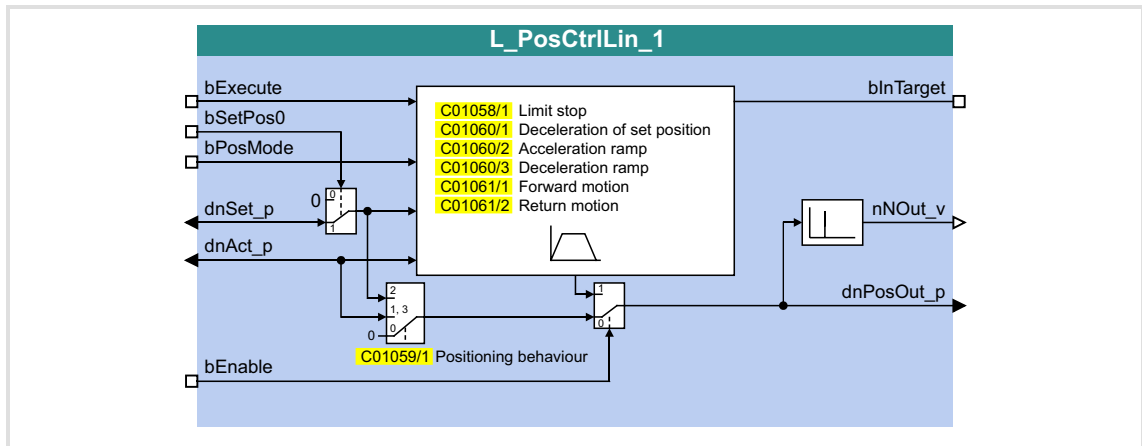 L_PosCtrlLin_1
bExecute
bSetPos0
bPosMode
dnSet_p
dnAct_p
bEnable
0
0
1
C01058/1 Limit stop
C01060/1 Deceleration of set position
C01060/2 Acceleration ramp
C01060/3 Deceleration ramp
C01061/1 Forward motion
C01061/2 Return motion
2
1, 3
0
0
C01059/1 Positioning behaviour
1
0
bInTarget
nNOut_v
dnPosOut_p